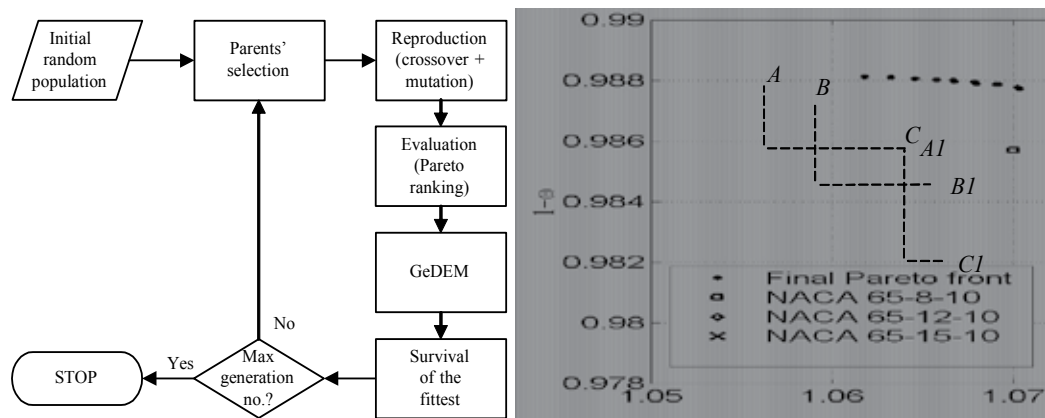 Initial
random
population
Parents'
selection
Reproduction
(crossover +
mutation)
Evaluation
(Pareto
ranking)
GeDEM
Survival
of the
fittest
Max
generation
no.?
No
Yes
STOP
0.99
0.988
0.986
0.984
0.982
0.98
0.978
1.05
1.06
1.07
A
B
C
A1
B1
C1
Final Pareto front
NACA 65-8-10
NACA 65-12-10
NACA 65-15-10